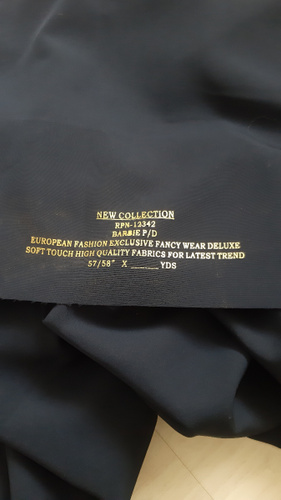 NEW COLLECTION
RPN-12342
BARBIE P/D
EUROPEAN FASHION EXCLUSIVE FANCY WEAR DELUXE
SOFT TOUCH HIGH QUALITY FABRICS FOR LATEST TREND
57/58" X ______ YDS